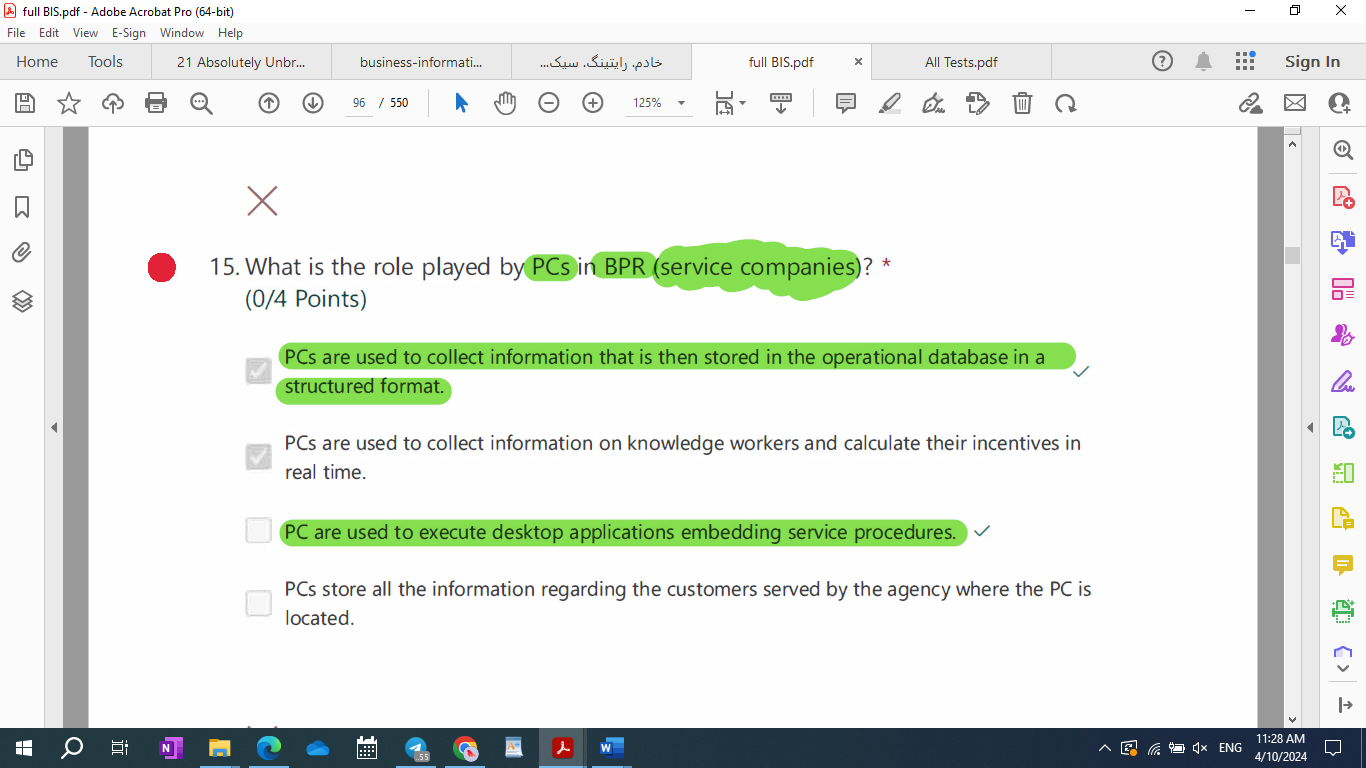 full BIS.pdf - Adobe Acrobat Pro (64-bit)
File Edit View E-Sign Window Help
Home Tools 21 Absolutely Unbr... business-informati... خادم. رایتینگ. سیک... full BIS.pdf × All Tests.pdf Sign In
96 / 550 125%
15. What is the role played by PCs in BPR (service companies)? *
(0/4 Points)
PCs are used to collect information that is then stored in the operational database in a
structured format.
PCs are used to collect information on knowledge workers and calculate their incentives in
real time.
PC are used to execute desktop applications embedding service procedures.
PCs store all the information regarding the customers served by the agency where the PC is
located.
55
ENG
11:28 AM
4/10/2024